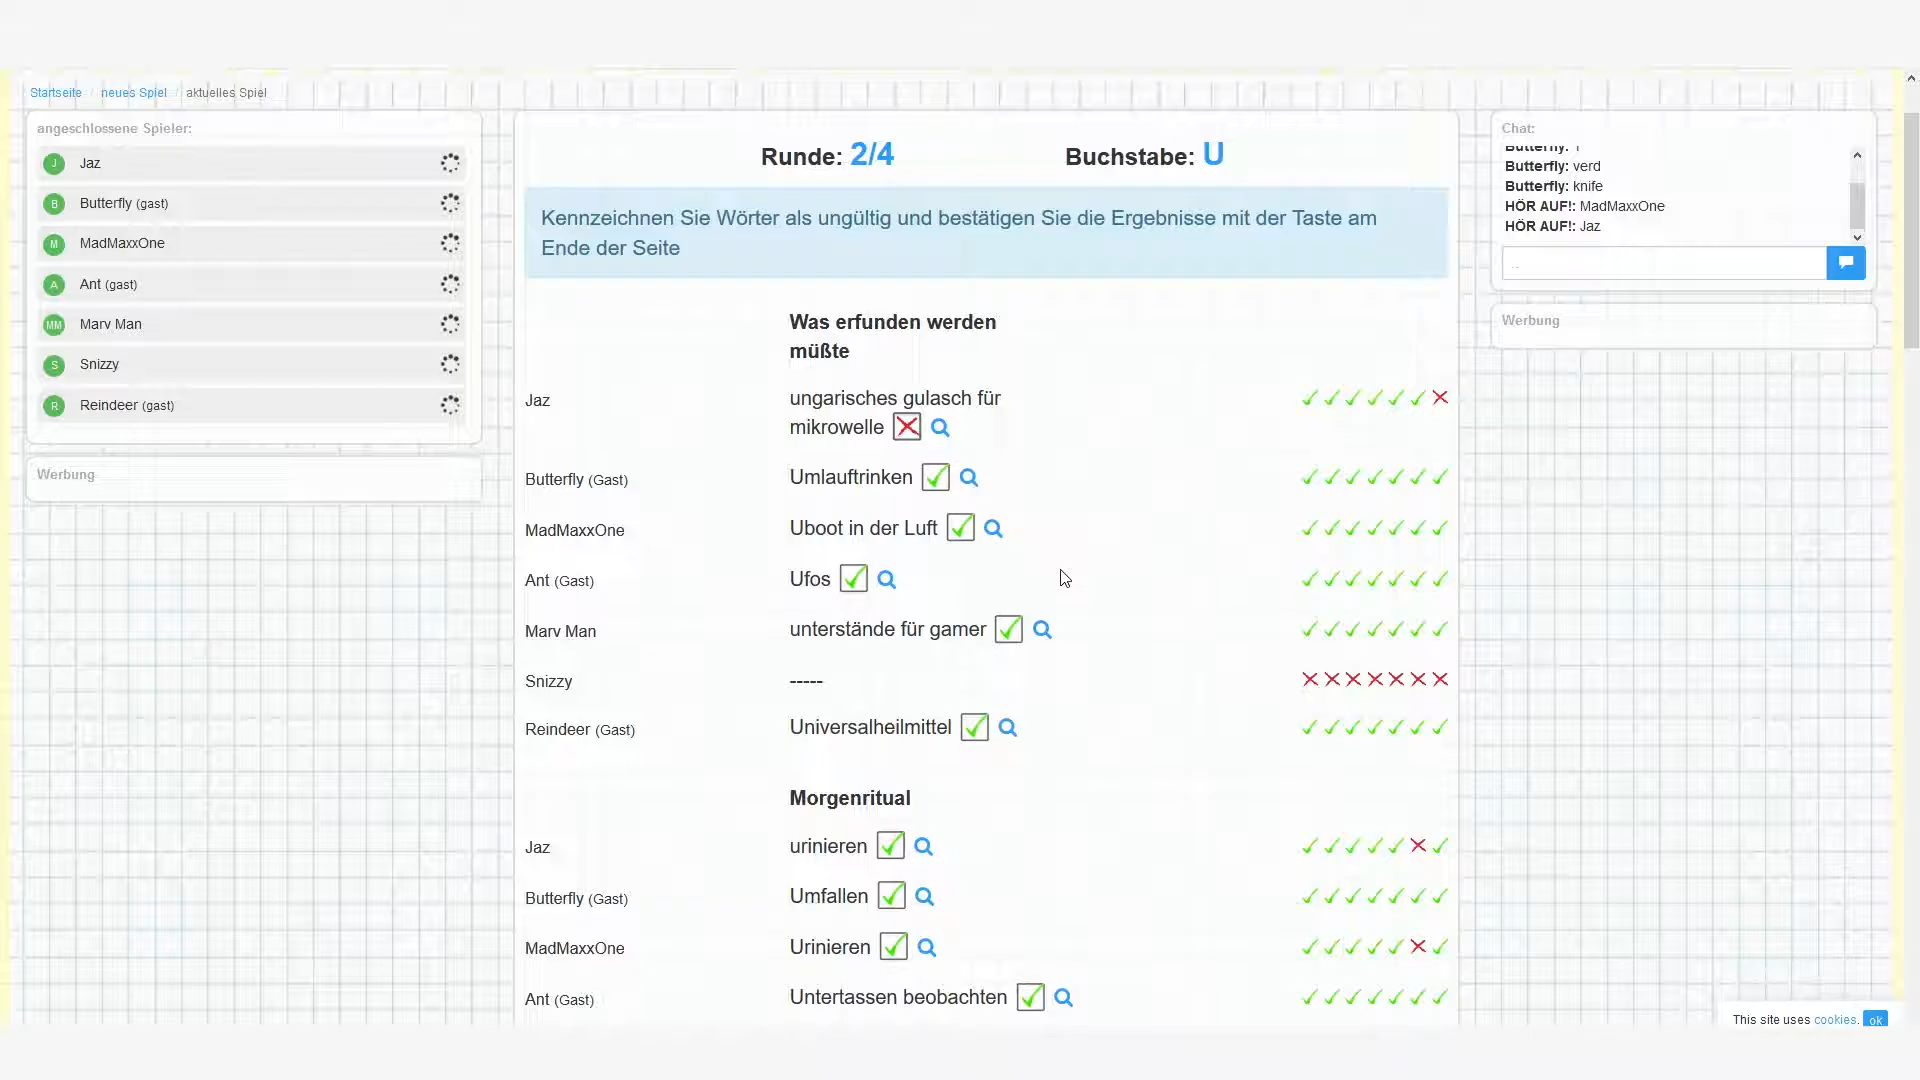 Startseite / neues Spiel / aktuelles Spiel
angeschlossene Spieler:
J Jaz
B Butterfly (gast)
M MadMaxxOne
A Ant (gast)
MM Marv Man
S Snizzy
R Reindeer (gast)
Werbung
Runde: 2/4 Buchstabe: U
Kennzeichnen Sie Wörter als ungültig und bestätigen Sie die Ergebnisse mit der Taste am
Ende der Seite
Was erfunden werden
müßte
Jaz ungarisches gulasch für
mikrowelle
Butterfly (Gast) Umlauftrinken
MadMaxxOne Uboot in der Luft
Ant (Gast) Ufos
Marv Man unterstände für gamer
Snizzy -----
Reindeer (Gast) Universalheilmittel
Morgenritual
Jaz urinieren
Butterfly (Gast) Umfallen
MadMaxxOne Urinieren
Ant (Gast) Untertassen beobachten
Chat:
Butterfly:
Butterfly: verd
Butterfly: knife
HÖR AUF!: MadMaxxOne
HÖR AUF!: Jaz
..
Werbung
This site uses cookies. ok